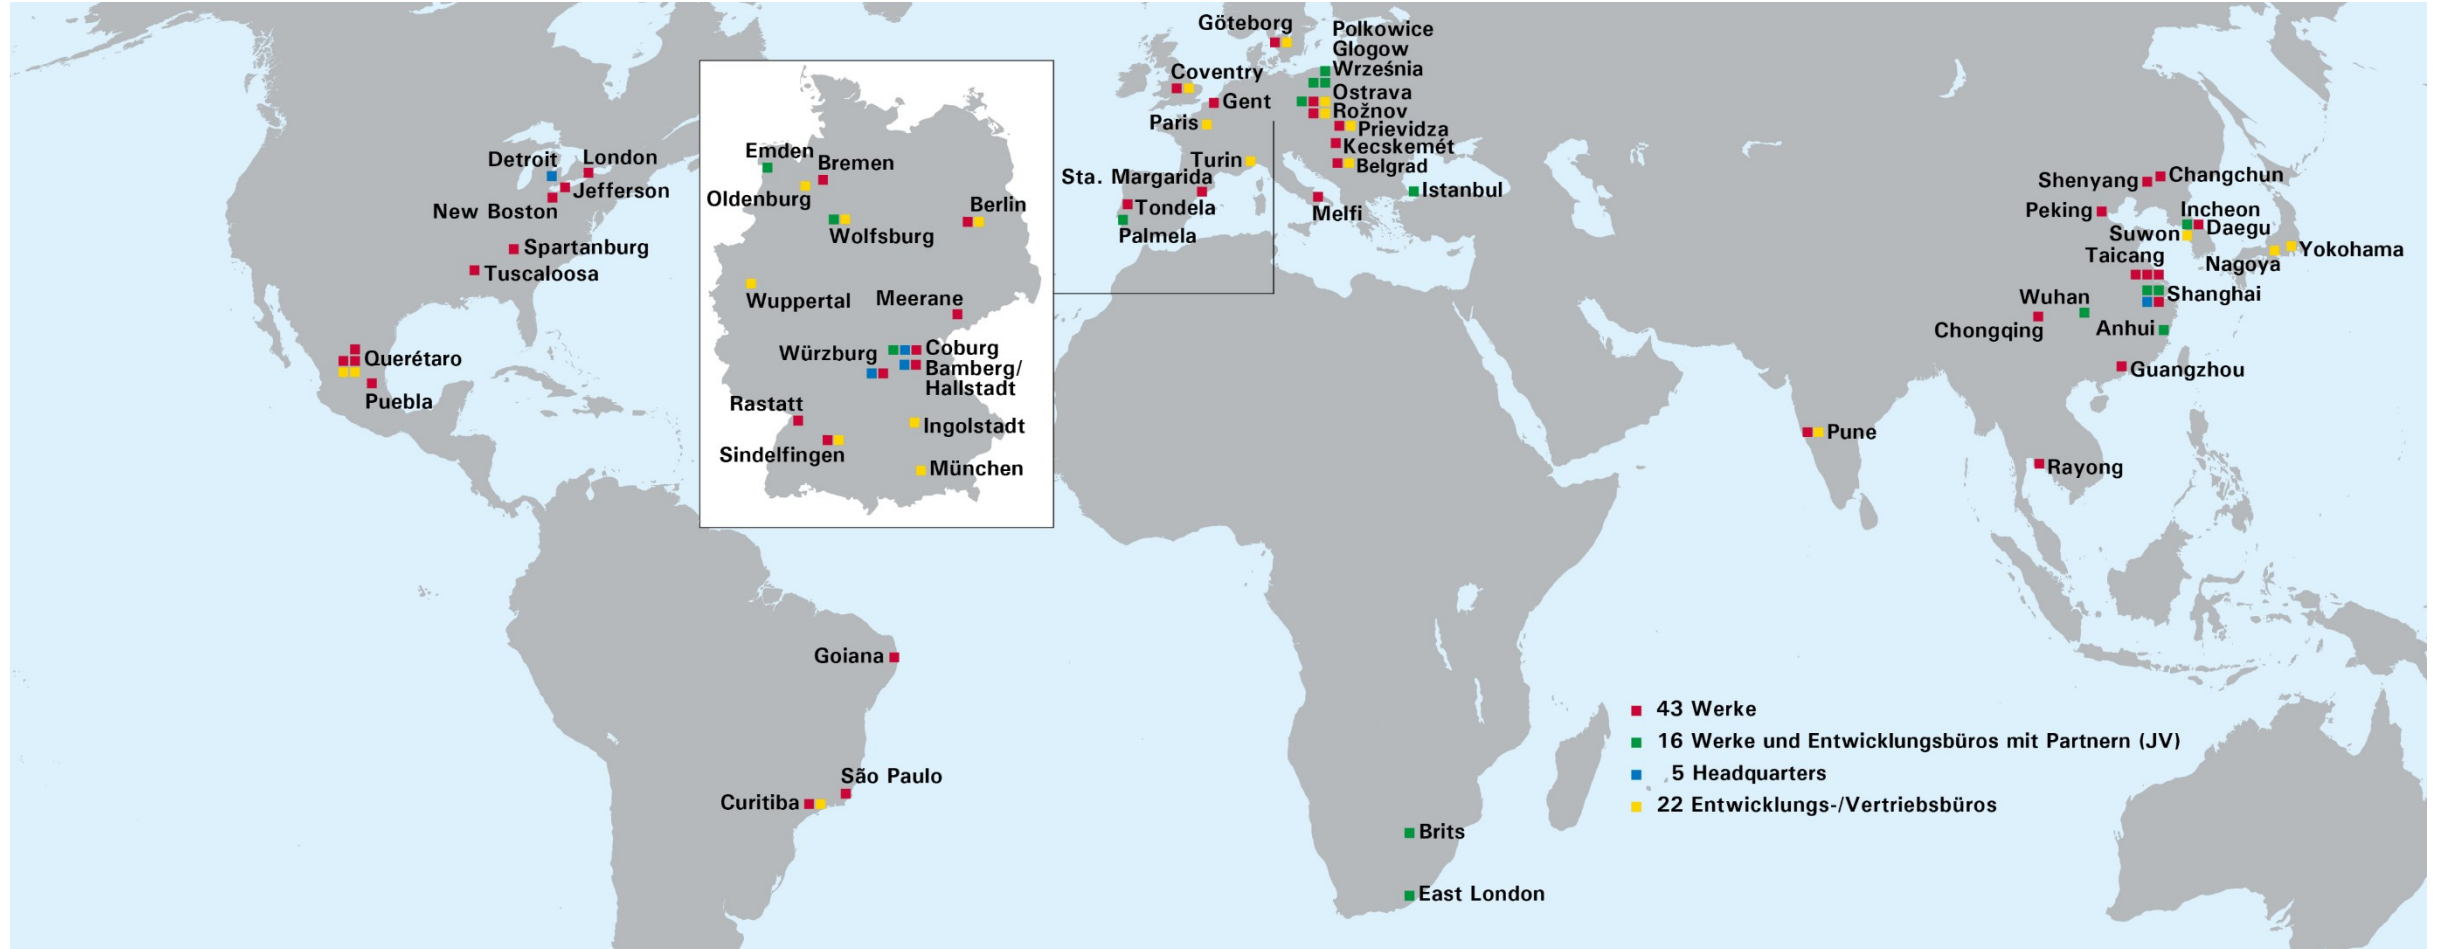 Göteborg
Polkowice
Glogow
Września
Coventry
Ostrava
Gent
Rožnov
Paris
Prievidza
Kecskemét
Turin
Belgrad
Sta. Margarida
Istanbul
Tondela
Melfi
Palmela
Detroit
London
Jefferson
New Boston
Spartanburg
Tuscaloosa
Querétaro
Puebla
Emden
Bremen
Oldenburg
Berlin
Wolfsburg
Wuppertal
Meerane
Würzburg
Coburg
Bamberg/
Hallstadt
Rastatt
Ingolstadt
Sindelfingen
München
Shenyang
Changchun
Peking
Incheon
Suwon
Daegu
Taicang
Nagoya
Yokohama
Wuhan
Shanghai
Chongqing
Anhui
Guangzhou
Pune
Rayong
Goiana
São Paulo
Curitiba
Brits
East London
43 Werke
16 Werke und Entwicklungsbüros mit Partnern (JV)
5 Headquarters
22 Entwicklungs-/Vertriebsbüros